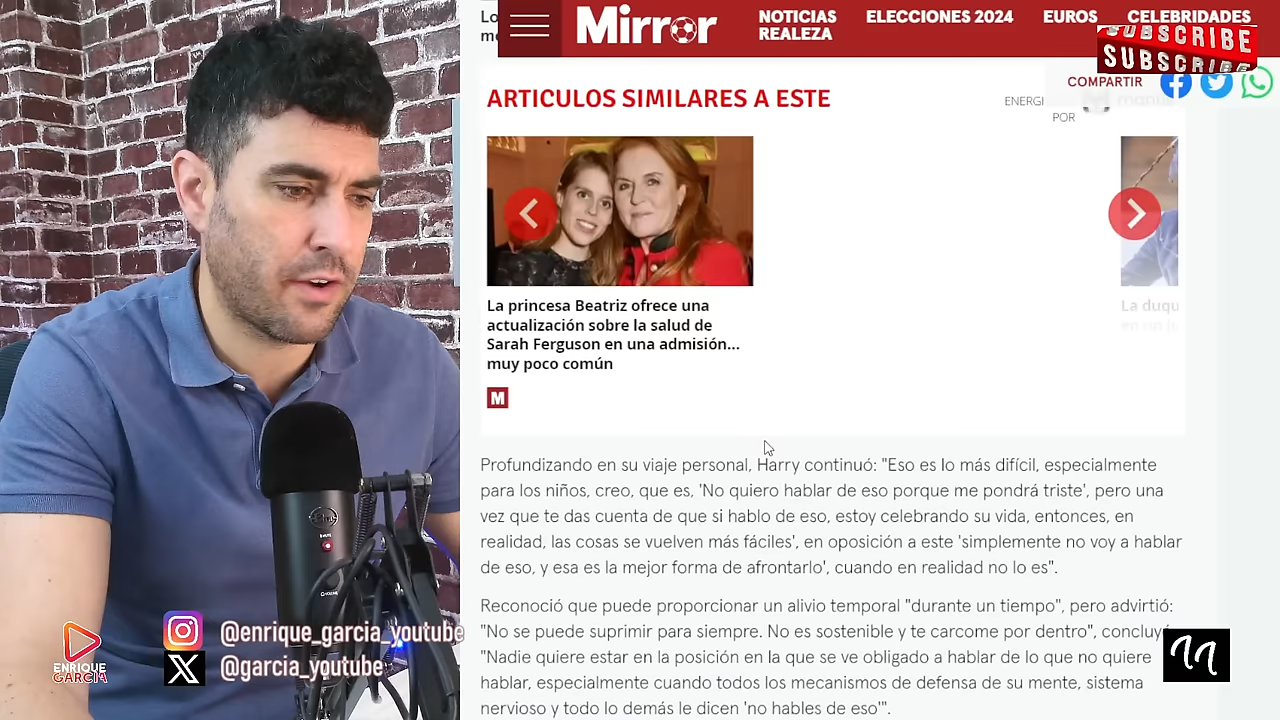 Lo
Mirror
NOTICIAS
ELECCIONES 2024
EUROS
CELEBRIDADES
REALEZA
SUBSCRIBE
SUBSCRIBE
COMPARTIR
ARTICULOS SIMILARES A ESTE
ENERGI
POR
La princesa Beatriz ofrece una
actualización sobre la salud de
Sarah Ferguson en una admisión...
muy poco común
M
La duqu
en un
Profundizando en su viaje personal, Harry continuó: "Eso es lo más difícil, especialmente
para los niños, creo, que es, 'No quiero hablar de eso porque me pondrá triste', pero una
vez que te das cuenta de que si hablo de eso, estoy celebrando su vida, entonces, en
realidad, las cosas se vuelven más fáciles', en oposición a este 'simplemente no voy a hablar
de eso, y esa es la mejor forma de afrontarlo', cuando en realidad no lo es".
Reconoció que puede proporcionar un alivio temporal "durante un tiempo", pero advirtió:
"No se puede suprimir para siempre. No es sostenible y te carcome por dentro", concluyó
"Nadie quiere estar en la posición en la que se ve obligado a hablar de lo que no quiere
hablar, especialmente cuando todos los mecanismos de defensa de su mente, sistema
nervioso y todo lo demás le dicen 'no hables de eso'".
@enrique_garcia_youtube
@garcia_youtube
ENRIQUE
GARCIA